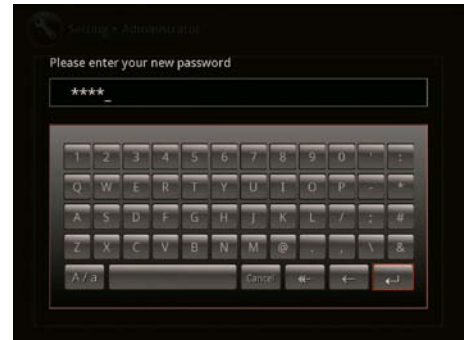 Setting • Administrator
Please enter your new password
****_
1 2 3 4 5 6 7 8 9 0 ' :
Q W E R T Y U I O P - *
A S D F G H J K L / ; #
Z X C V B N M @ . , \ &
A / a Cancel